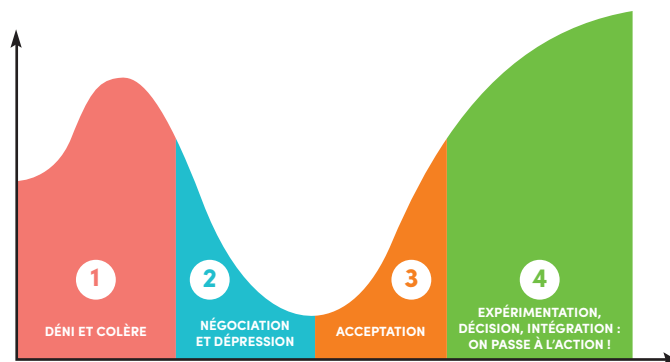 1
DÉNI ET COLÈRE
2
NÉGOCIATION
ET DÉPRESSION
3
ACCEPTATION
4
EXPÉRIMENTATION,
DÉCISION, INTÉGRATION :
ON PASSE À L'ACTION !